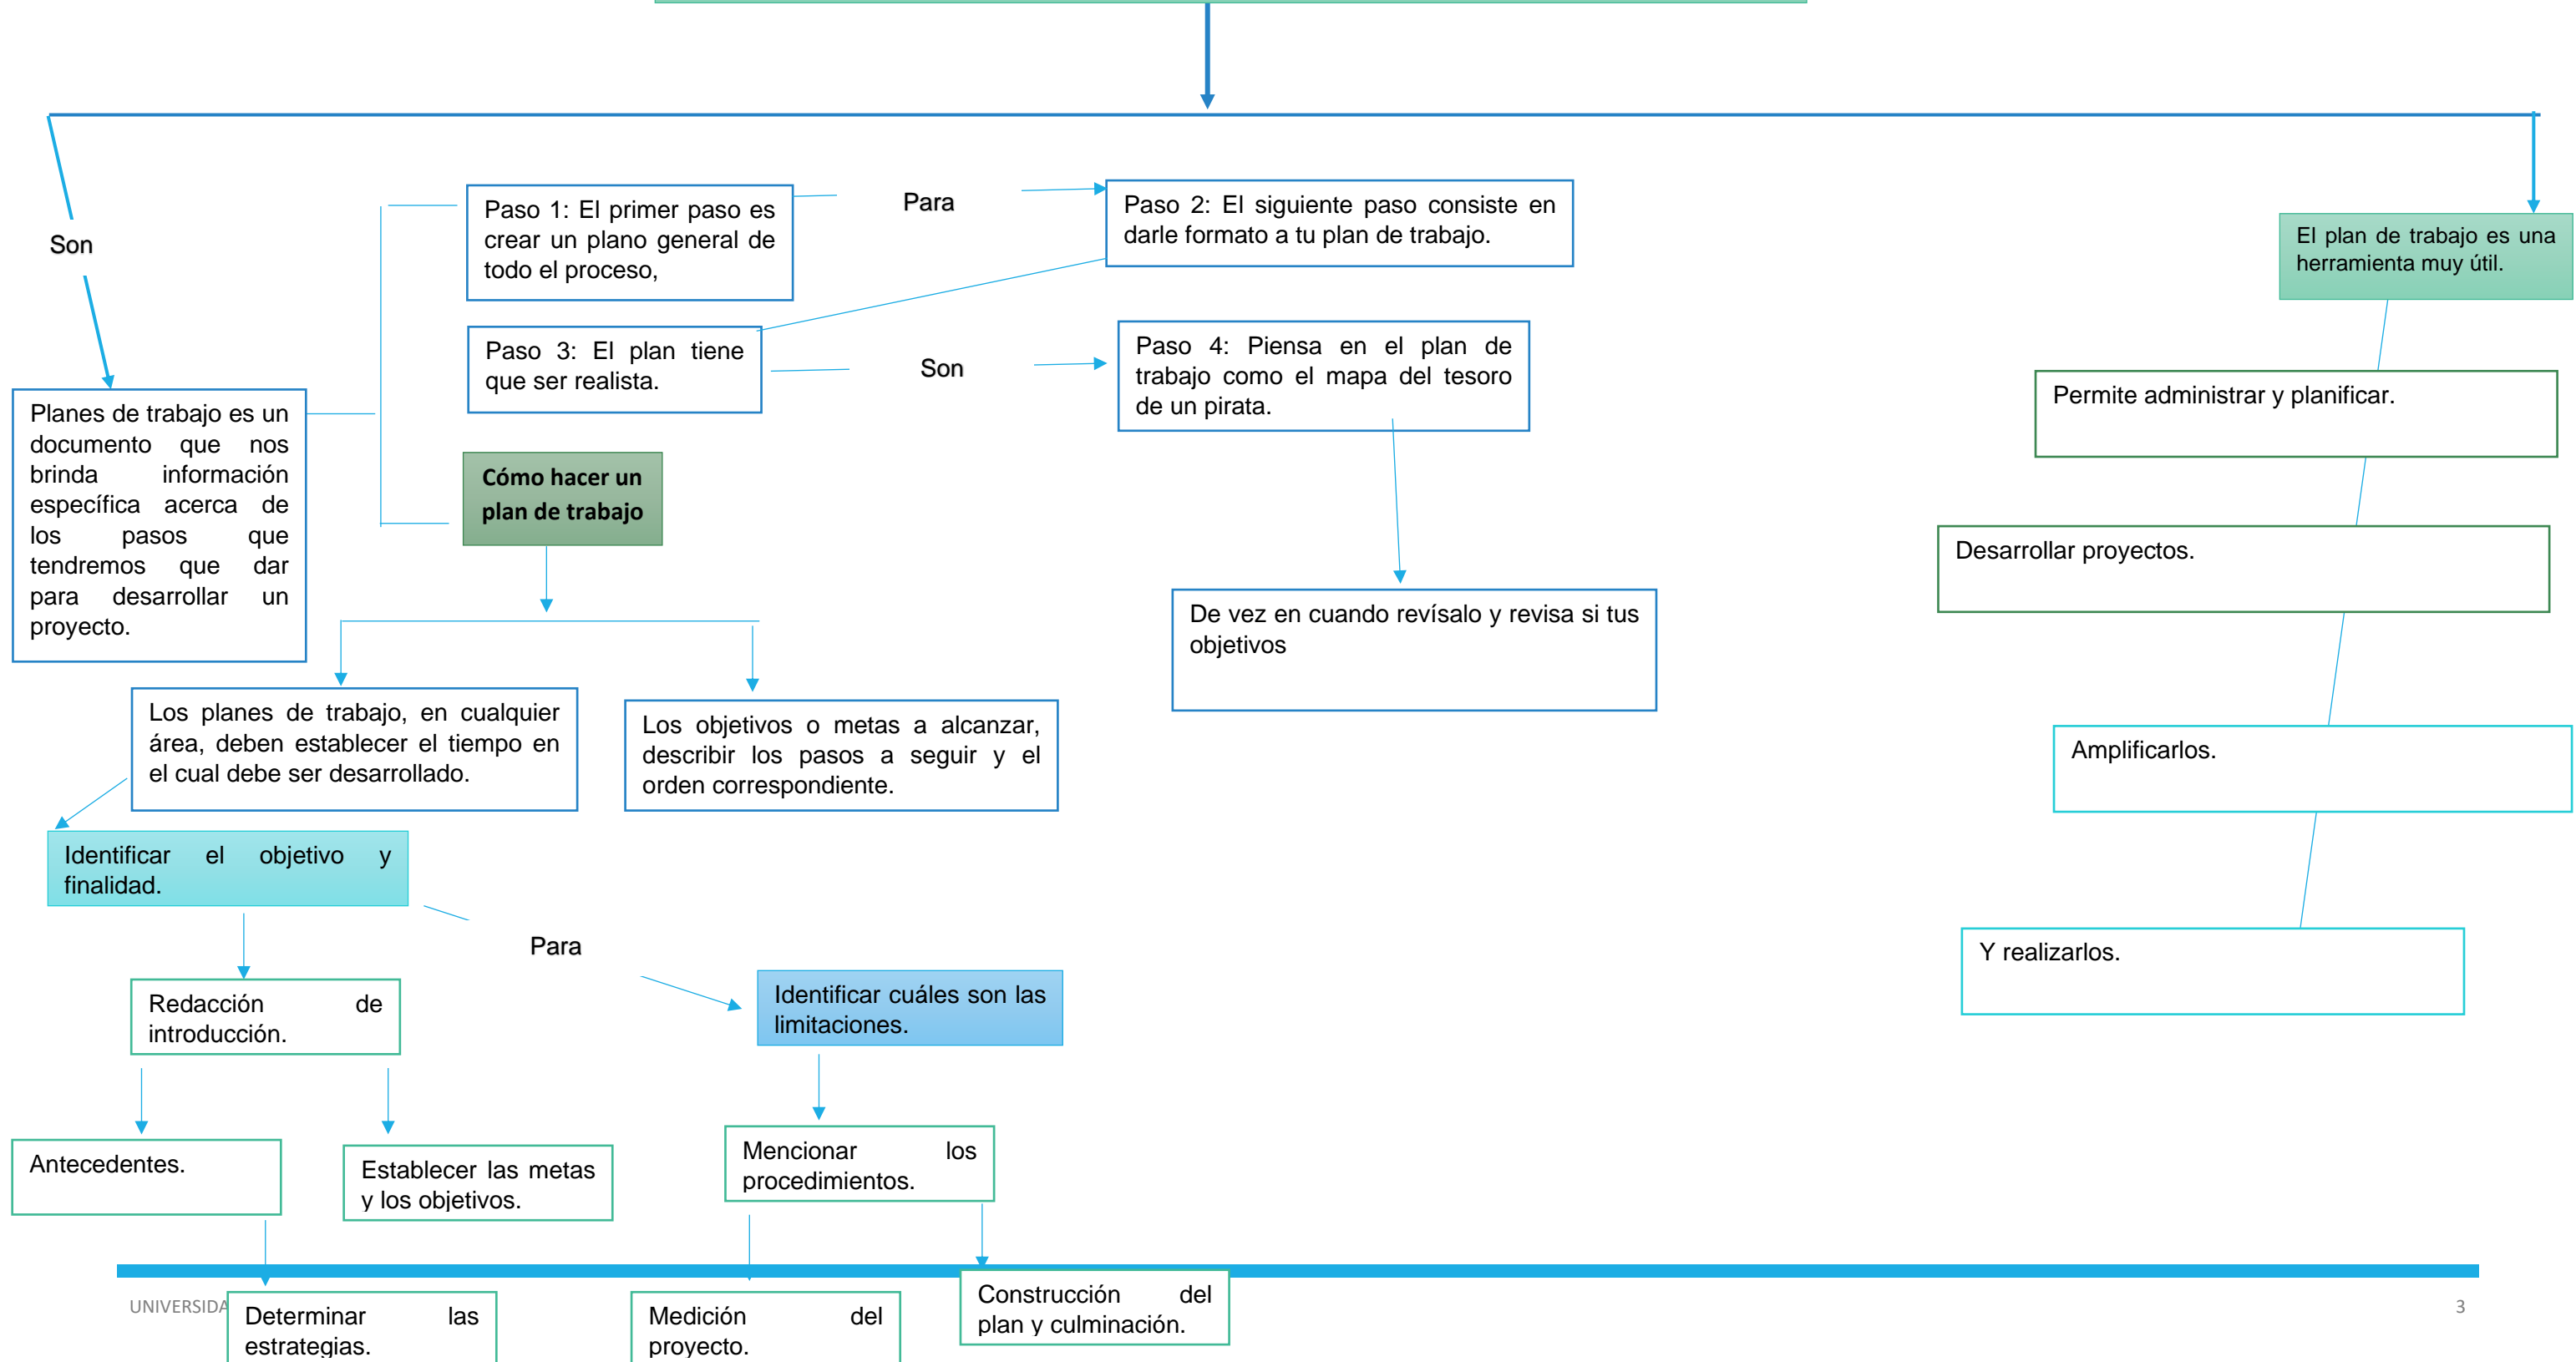 Son
Planes de trabajo es un
documento que nos
brinda información
específica acerca de
los pasos que
tendremos que dar
para desarrollar un
proyecto.
Paso 1: El primer paso es
crear un plano general de
todo el proceso,
Para
Paso 2: El siguiente paso consiste en
darle formato a tu plan de trabajo.
Paso 3: El plan tiene
que ser realista.
Son
Paso 4: Piensa en el plan de
trabajo como el mapa del tesoro
de un pirata.
De vez en cuando revísalo y revisa si tus
objetivos
Cómo hacer un
plan de trabajo
Los planes de trabajo, en cualquier
área, deben establecer el tiempo en
el cual debe ser desarrollado.
Los objetivos o metas a alcanzar,
describir los pasos a seguir y el
orden correspondiente.
Identificar el objetivo y
finalidad.
Para
Redacción de
introducción.
Identificar cuáles son las
limitaciones.
Antecedentes.
Establecer las metas
y los objetivos.
Mencionar los
procedimientos.
Determinar las
estrategias.
Medición del
proyecto.
Construcción del
plan y culminación.
El plan de trabajo es una
herramienta muy útil.
Permite administrar y planificar.
Desarrollar proyectos.
Amplificarlos.
Y realizarlos.
UNIVERSIDA
3